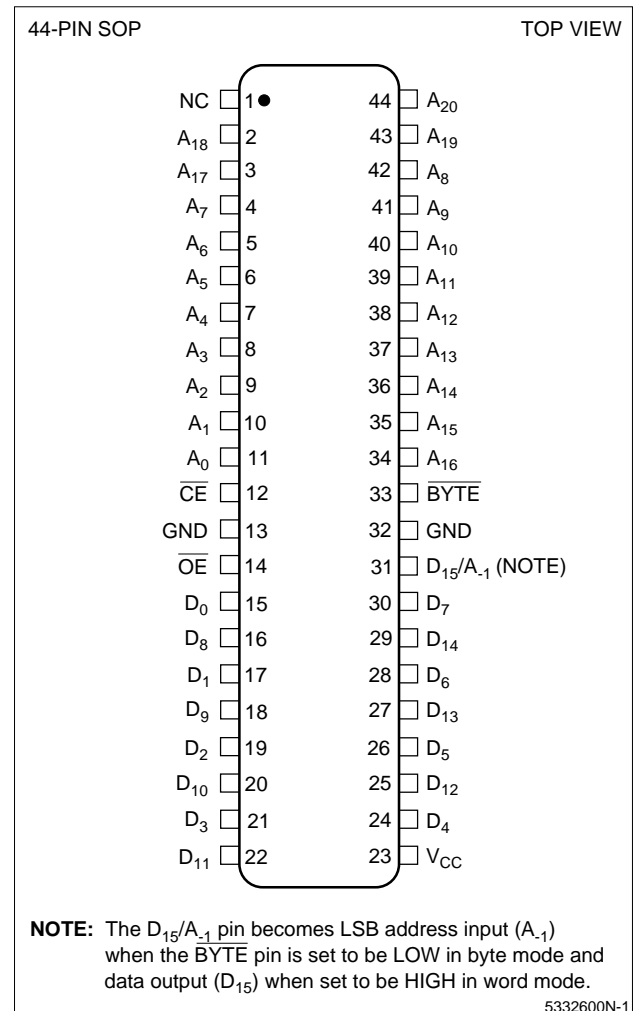 44-PIN SOP TOP VIEW
NC 1 44 A20
A18 2 43 A19
A17 3 42 A8
A7 4 41 A9
A6 5 40 A10
A5 6 39 A11
A4 7 38 A12
A3 8 37 A13
A2 9 36 A14
A1 10 35 A15
A0 11 34 A16
C̅E̅ 12 33 B̅Y̅T̅E̅
GND 13 32 GND
O̅E̅ 14 31 D15/A-1 (NOTE)
D0 15 30 D7
D8 16 29 D14
D1 17 28 D6
D9 18 27 D13
D2 19 26 D5
D10 20 25 D12
D3 21 24 D4
D11 22 23 VCC
NOTE: The D15/A-1 pin becomes LSB address input (A-1)
when the B̅Y̅T̅E̅ pin is set to be LOW in byte mode and
data output (D15) when set to be HIGH in word mode.
5332600N-1